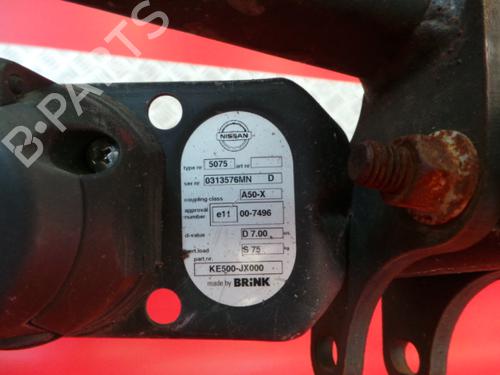 B-PARTS
NISSAN
type nr 5075 art nr
ser nr 0313576MN D
coupling class A50-X
approval number e11 00-7496
d-value D 7.00 kN
vert.load S 75 kg
part.nr.
KE500-JX000
made by BRINK